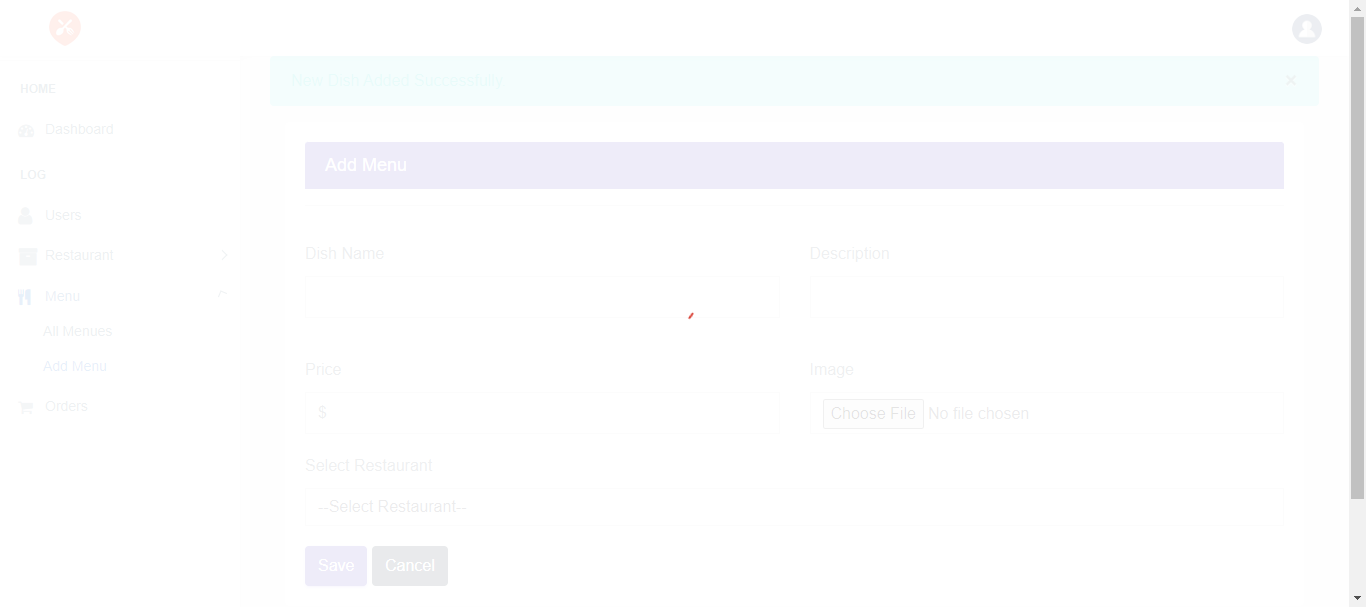 HOME
Dashboard
LOG
Users
Restaurant
Menu
All Menues
Add Menu
Orders
New Dish Added Successfully.
×
Add Menu
Dish Name
Description
Price
Image
$
Choose File No file chosen
Select Restaurant
--Select Restaurant--
Save Cancel